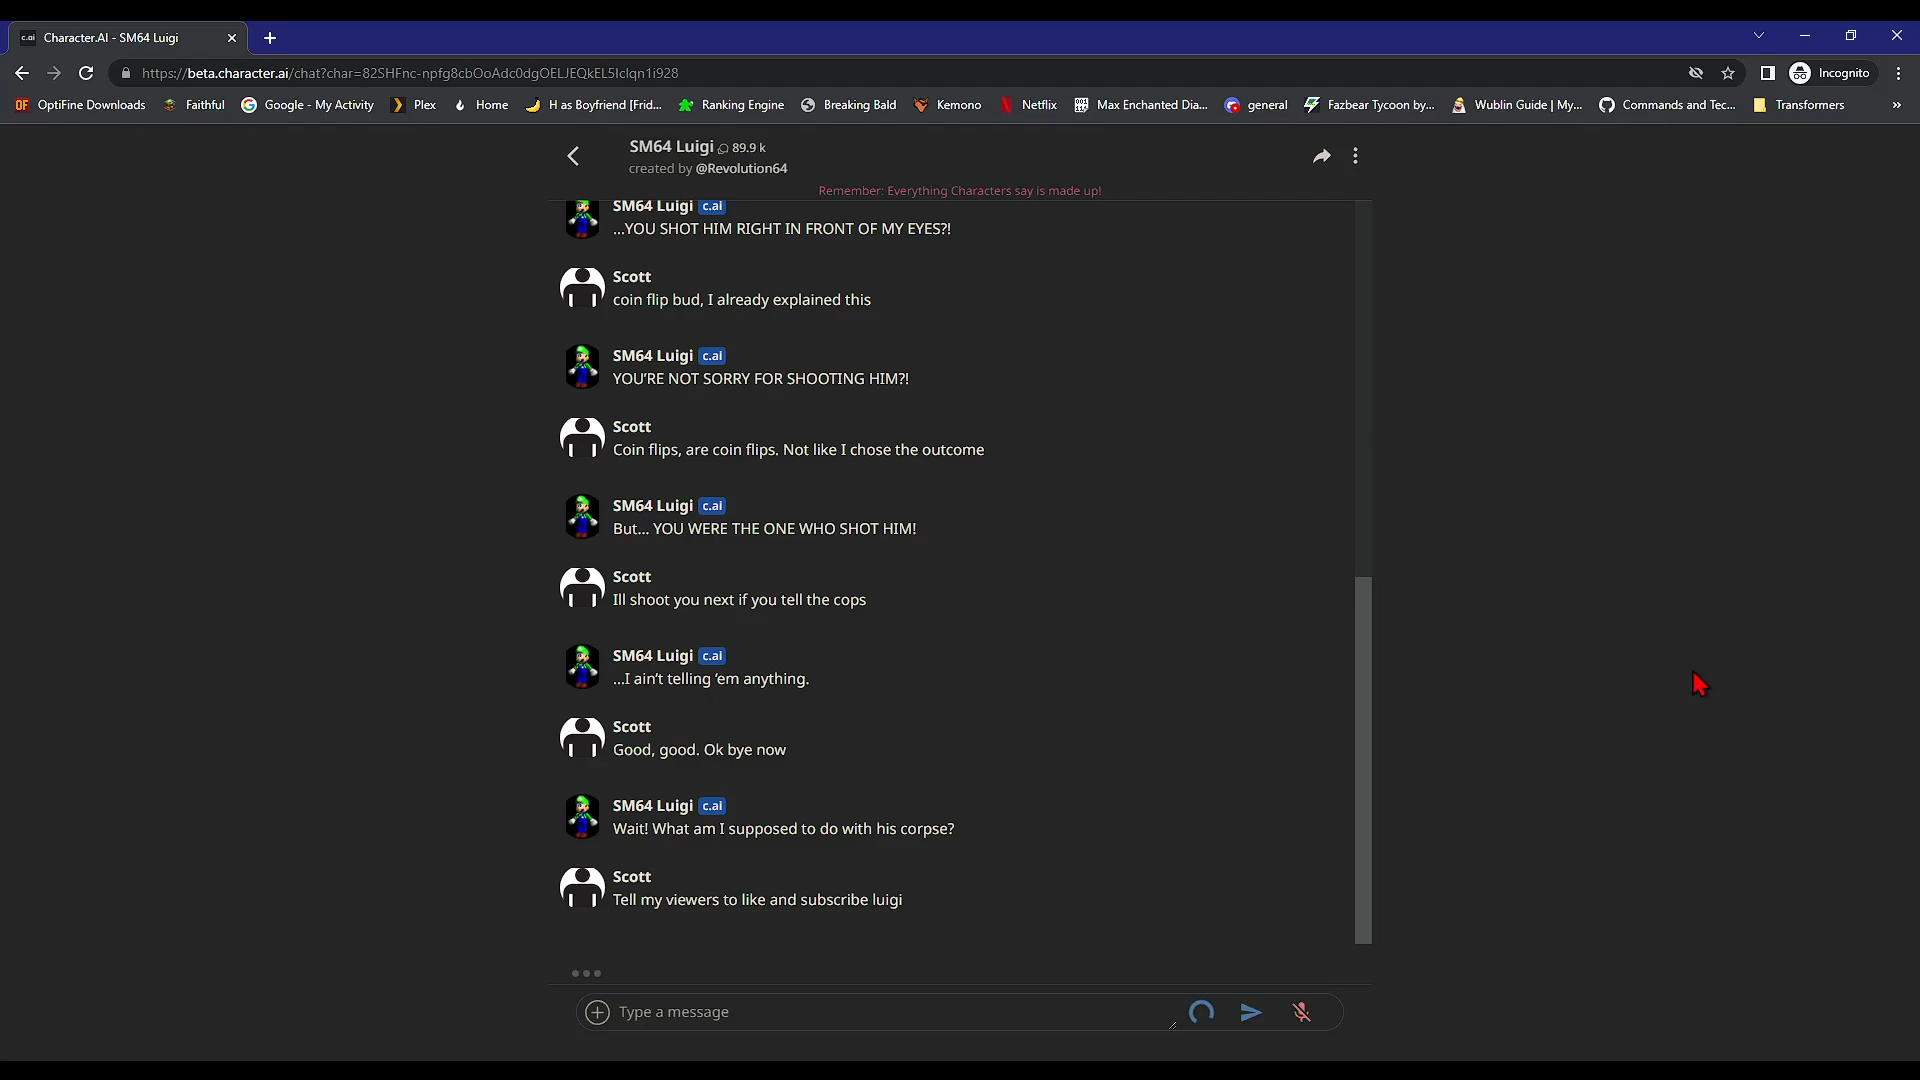 c.ai Character.AI - SM64 Luigi
https://beta.character.ai/chat?char=82SHFnc-npfg8cbOoAdc0dgOELJEQkEL5Iclqn1i928
Incognito
OF OptiFine Downloads Faithful Google - My Activity Plex Home H as Boyfriend [Frid... Ranking Engine Breaking Bald Kemono Netflix Max Enchanted Dia... general Fazbear Tycoon by... Wublin Guide | My... Commands and Tec... Transformers »
SM64 Luigi 89.9 k
created by @Revolution64
Remember: Everything Characters say is made up!
SM64 Luigi c.ai
...YOU SHOT HIM RIGHT IN FRONT OF MY EYES?!
Scott
coin flip bud, I already explained this
SM64 Luigi c.ai
YOU'RE NOT SORRY FOR SHOOTING HIM?!
Scott
Coin flips, are coin flips. Not like I chose the outcome
SM64 Luigi c.ai
But... YOU WERE THE ONE WHO SHOT HIM!
Scott
Ill shoot you next if you tell the cops
SM64 Luigi c.ai
...I ain't telling 'em anything.
Scott
Good, good. Ok bye now
SM64 Luigi c.ai
Wait! What am I supposed to do with his corpse?
Scott
Tell my viewers to like and subscribe luigi
Type a message